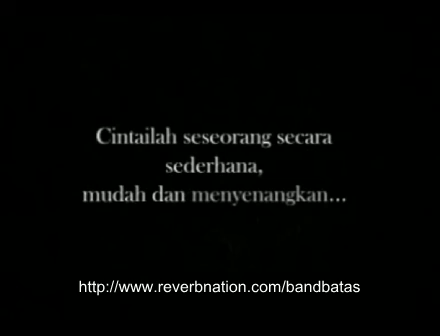 Cintailah seseorang secara
sederhana,
mudah dan menyenangkan...
http://www.reverbnation.com/bandbatas